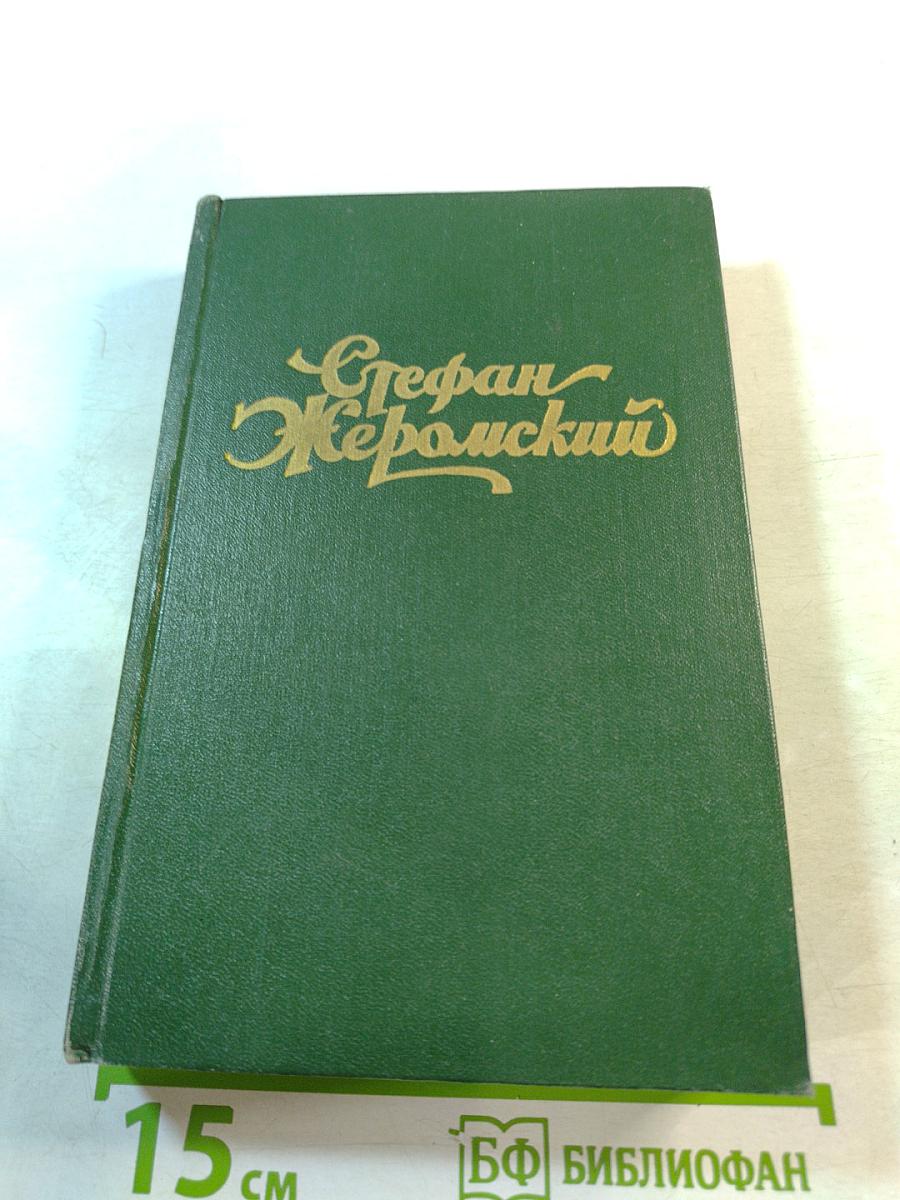 Стефан
Жеромский
15 см
БФ БИБЛИОФАН